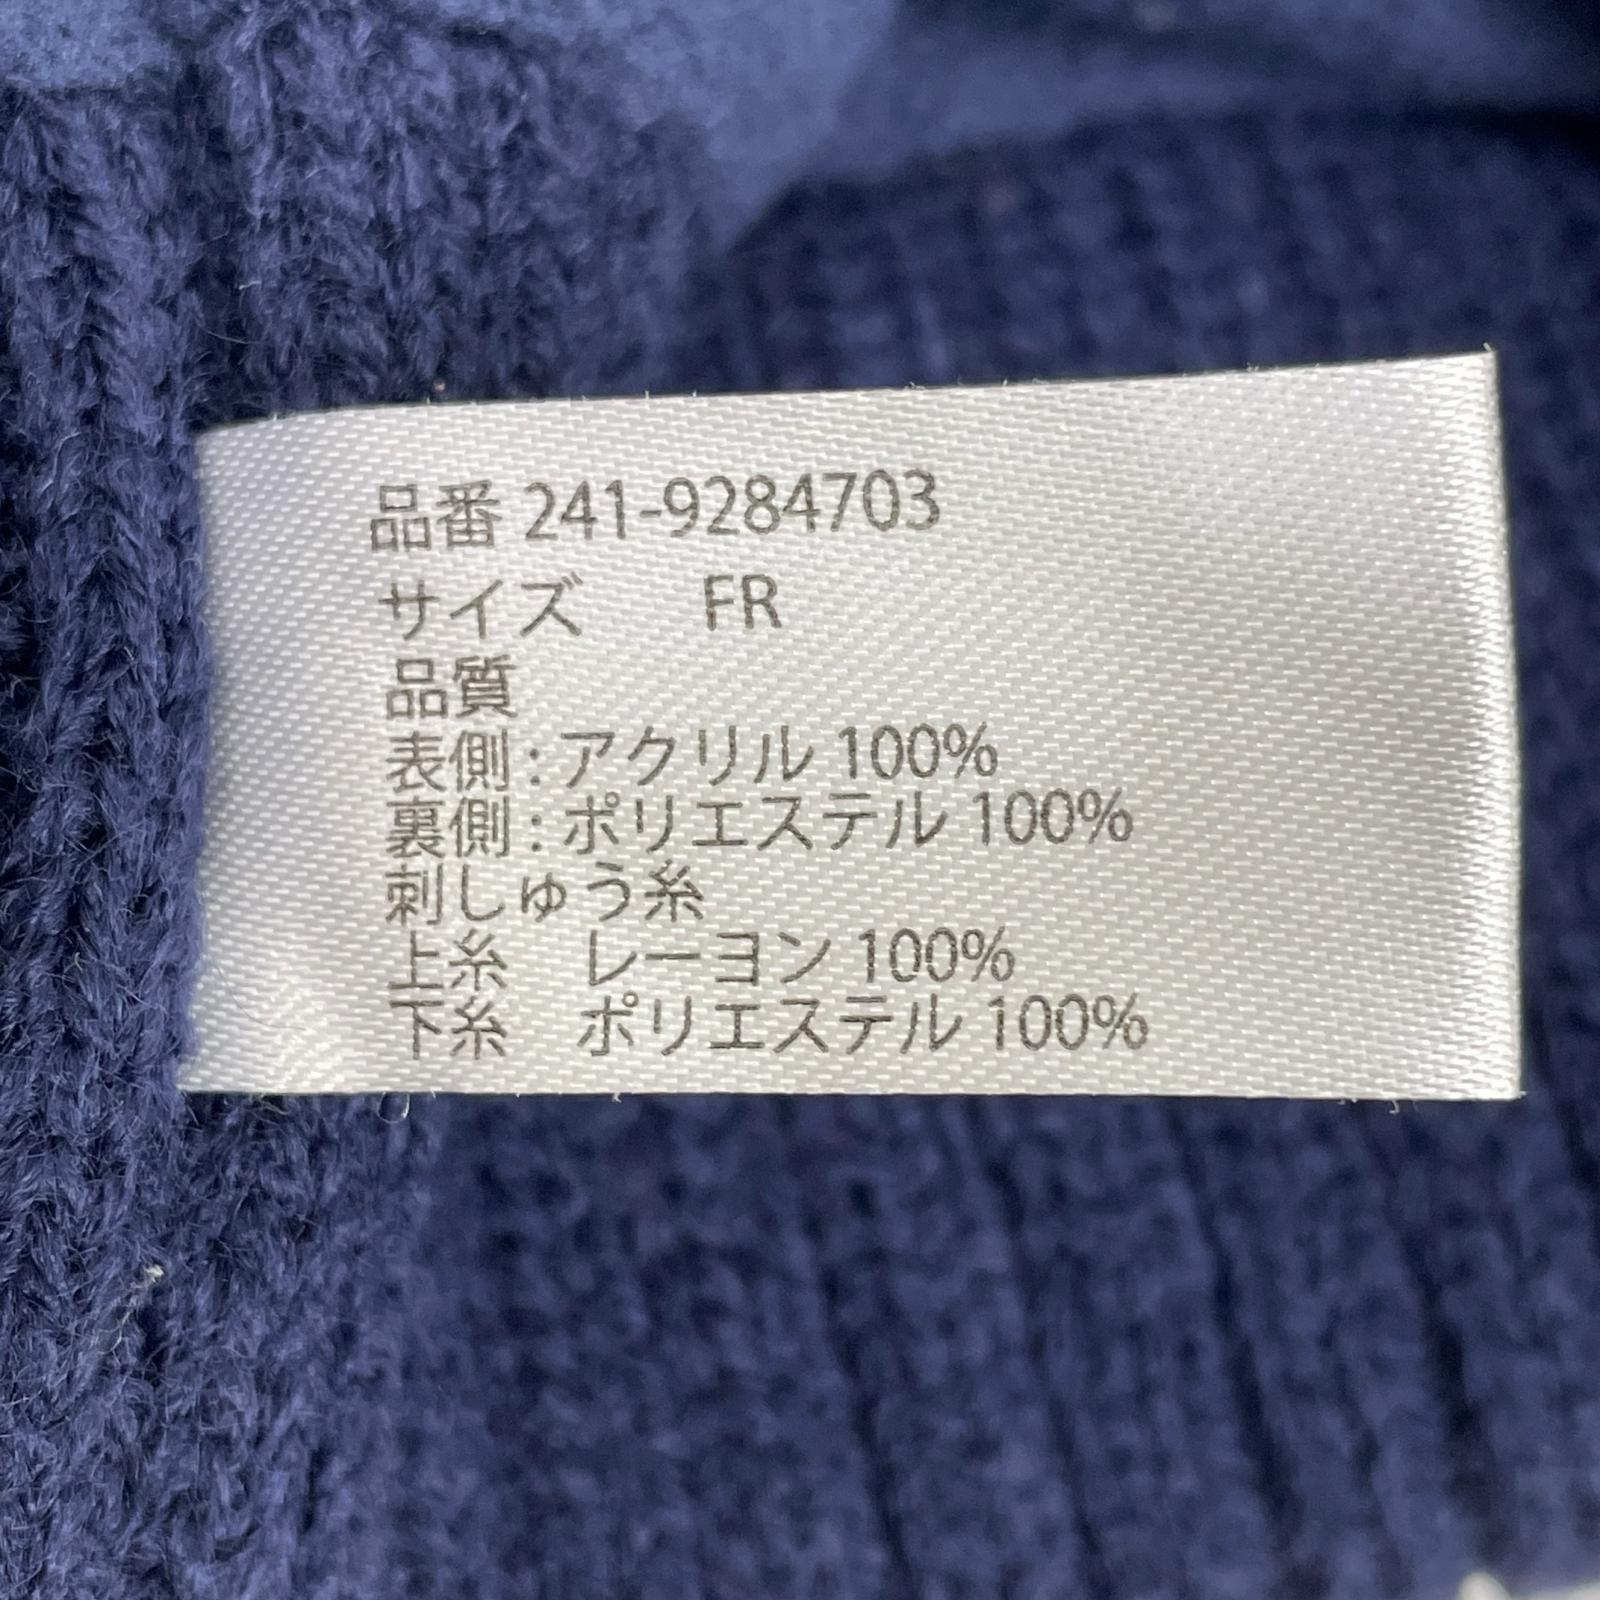 品番 241-9284703
サイズ　FR
品質
表側 : アクリル 100%
裏側 : ポリエステル 100%
刺しゅう糸
上糸　レーヨン 100%
下糸　ポリエステル 100%